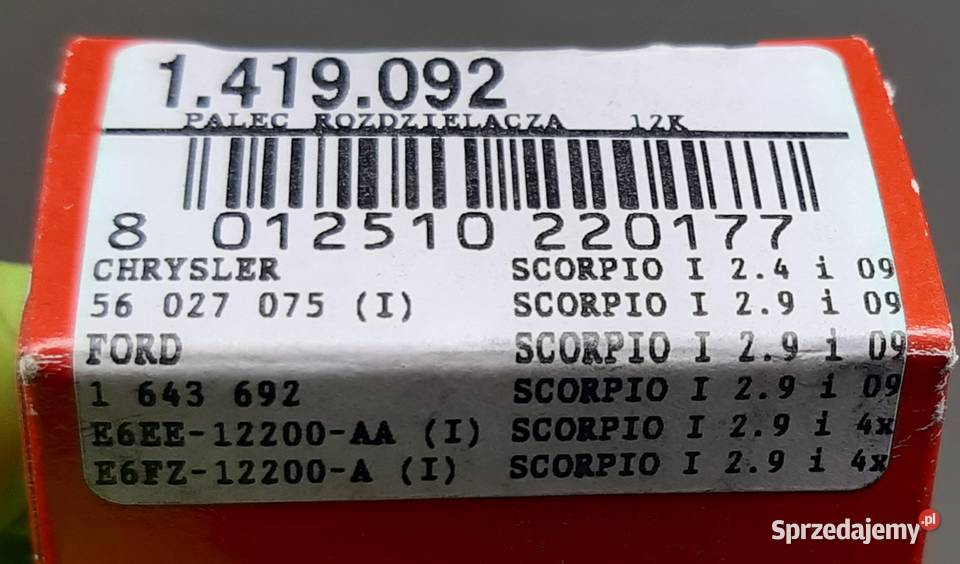 1.419.092
PALEC ROZDZIELACZA 12K
8 012510 220177
CHRYSLER SCORPIO I 2.4 i 09
56 027 075 (I) SCORPIO I 2.9 i 09
FORD SCORPIO I 2.9 i 09
1 643 692 SCORPIO I 2.9 i 09
E6EE-12200-AA (I) SCORPIO I 2.9 i 4x
E6FZ-12200-A (I) SCORPIO I 2.9 i 4x
Sprzedajemy.pl